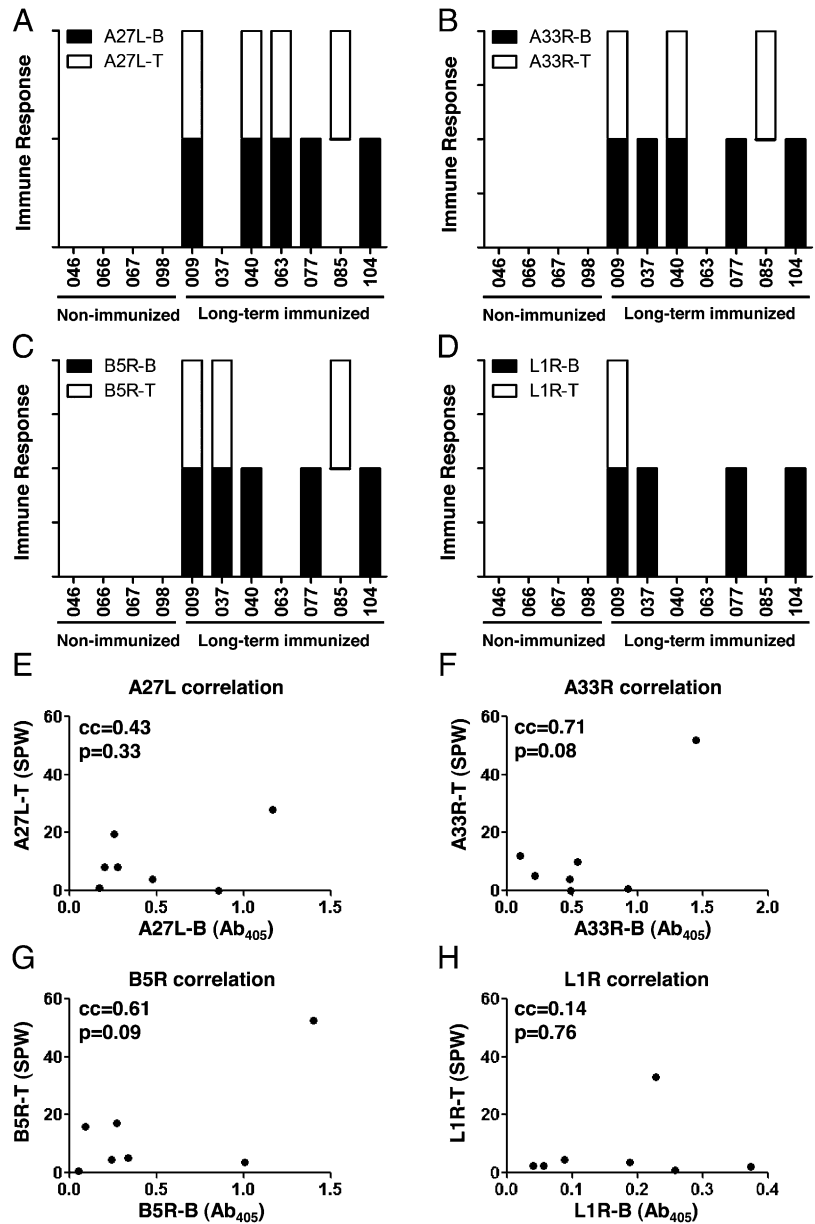 A
A27L-B
A27L-T
Immune Response
046 066 067 098 009 037 040 063 077 085 104
Non-immunized Long-term immunized
B
A33R-B
A33R-T
Immune Response
046 066 067 098 009 037 040 063 077 085 104
Non-immunized Long-term immunized
C
B5R-B
B5R-T
Immune Response
046 066 067 098 009 037 040 063 077 085 104
Non-immunized Long-term immunized
D
L1R-B
L1R-T
Immune Response
046 066 067 098 009 037 040 063 077 085 104
Non-immunized Long-term immunized
E
A27L correlation
cc=0.43
p=0.33
A27L-T (SPW)
60
40
20
0
0.0 0.5 1.0 1.5
A27L-B (Ab405)
F
A33R correlation
cc=0.71
p=0.08
A33R-T (SPW)
60
40
20
0
0.0 0.5 1.0 1.5 2.0
A33R-B (Ab405)
G
B5R correlation
cc=0.61
p=0.09
B5R-T (SPW)
60
40
20
0
0.0 0.5 1.0 1.5
B5R-B (Ab405)
H
L1R correlation
cc=0.14
p=0.76
L1R-T (SPW)
60
40
20
0
0.0 0.1 0.2 0.3 0.4
L1R-B (Ab405)